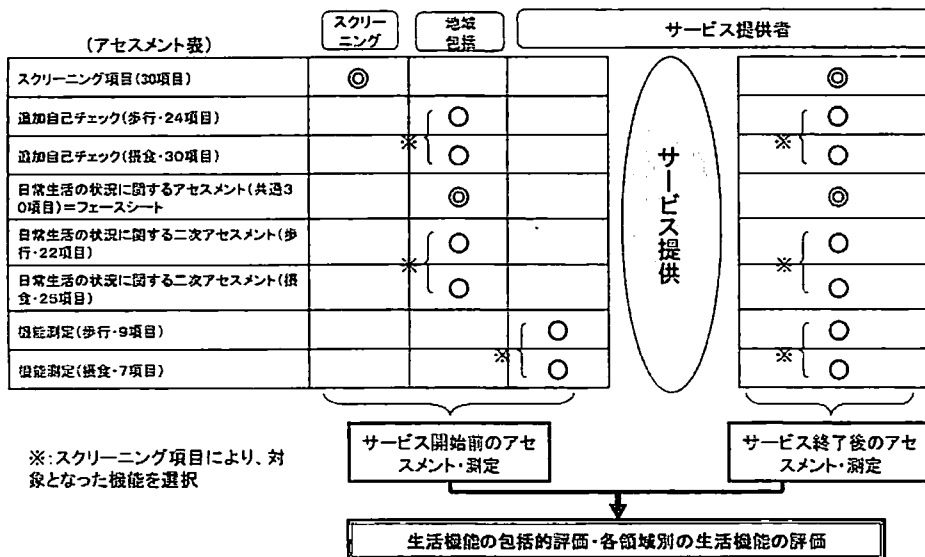 スクリー
ニング
地域
包括
サービス提供者
(アセスメント表)
スクリーニング項目(30項目)
◎
◎
追加自己チェック(歩行・24項目)
○
○
※
※
追加自己チェック(摂食・30項目)
○
○
日常生活の状況に関するアセスメント(共通3
0項目)=フェースシート
◎
◎
日常生活の状況に関する二次アセスメント(歩
行・22項目)
○
○
※
※
日常生活の状況に関する二次アセスメント(摂
食・25項目)
○
○
機能測定(歩行・9項目)
○
○
※
※
機能測定(摂食・7項目)
○
○
サービス提供
※:スクリーニング項目により、対
象となった機能を選択
サービス開始前のアセ
スメント・測定
サービス終了後のアセ
スメント・測定
生活機能の包括的評価・各領域別の生活機能の評価